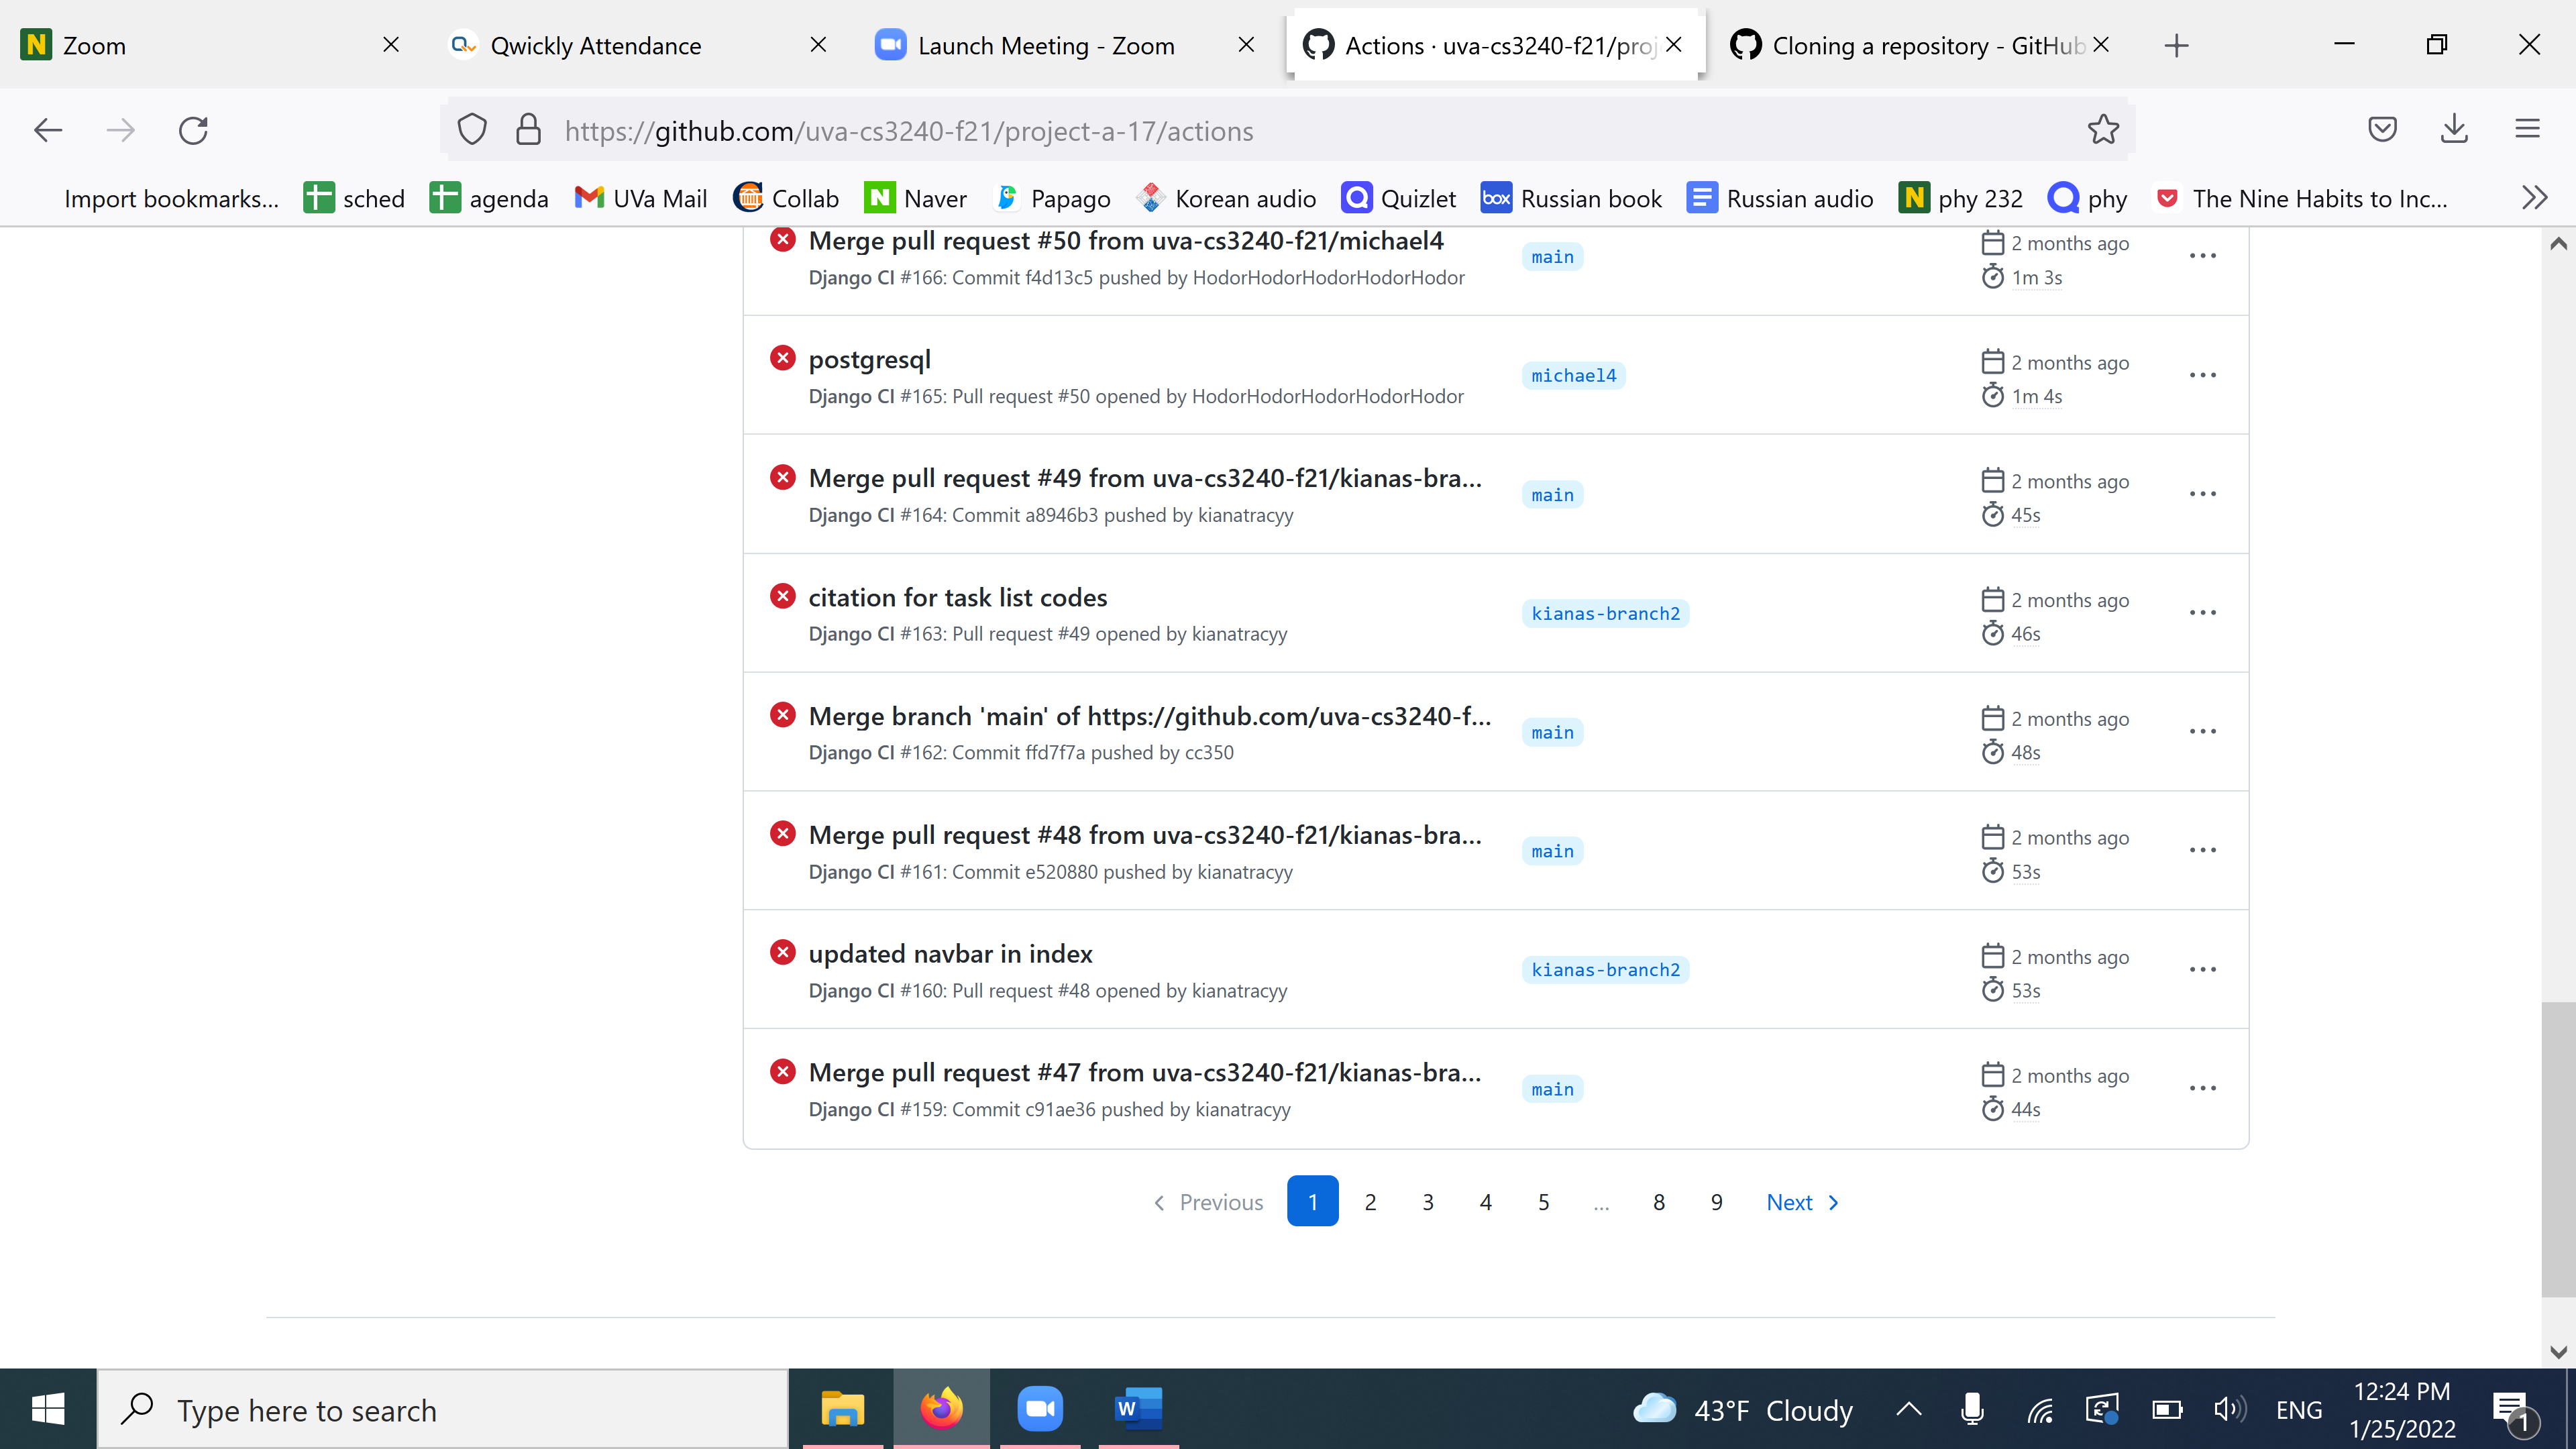 Zoom
Qwickly Attendance
Launch Meeting - Zoom
Actions · uva-cs3240-f21/proj
Cloning a repository - GitHub
https://github.com/uva-cs3240-f21/project-a-17/actions
Import bookmarks...
sched
agenda
UVa Mail
Collab
Naver
Papago
Korean audio
Quizlet
box
Russian book
Russian audio
phy 232
phy
The Nine Habits to Inc...
Merge pull request #50 from uva-cs3240-f21/michael4
Django CI #166: Commit f4d13c5 pushed by HodorHodorHodorHodorHodor
main
2 months ago
1m 3s
postgresql
Django CI #165: Pull request #50 opened by HodorHodorHodorHodorHodor
michael4
2 months ago
1m 4s
Merge pull request #49 from uva-cs3240-f21/kianas-bra...
Django CI #164: Commit a8946b3 pushed by kianatracyy
main
2 months ago
45s
citation for task list codes
Django CI #163: Pull request #49 opened by kianatracyy
kianas-branch2
2 months ago
46s
Merge branch 'main' of https://github.com/uva-cs3240-f...
Django CI #162: Commit ffd7f7a pushed by cc350
main
2 months ago
48s
Merge pull request #48 from uva-cs3240-f21/kianas-bra...
Django CI #161: Commit e520880 pushed by kianatracyy
main
2 months ago
53s
updated navbar in index
Django CI #160: Pull request #48 opened by kianatracyy
kianas-branch2
2 months ago
53s
Merge pull request #47 from uva-cs3240-f21/kianas-bra...
Django CI #159: Commit c91ae36 pushed by kianatracyy
main
2 months ago
44s
Previous 1 2 3 4 5 ... 8 9 Next
Type here to search
43°F Cloudy
ENG
12:24 PM
1/25/2022
1